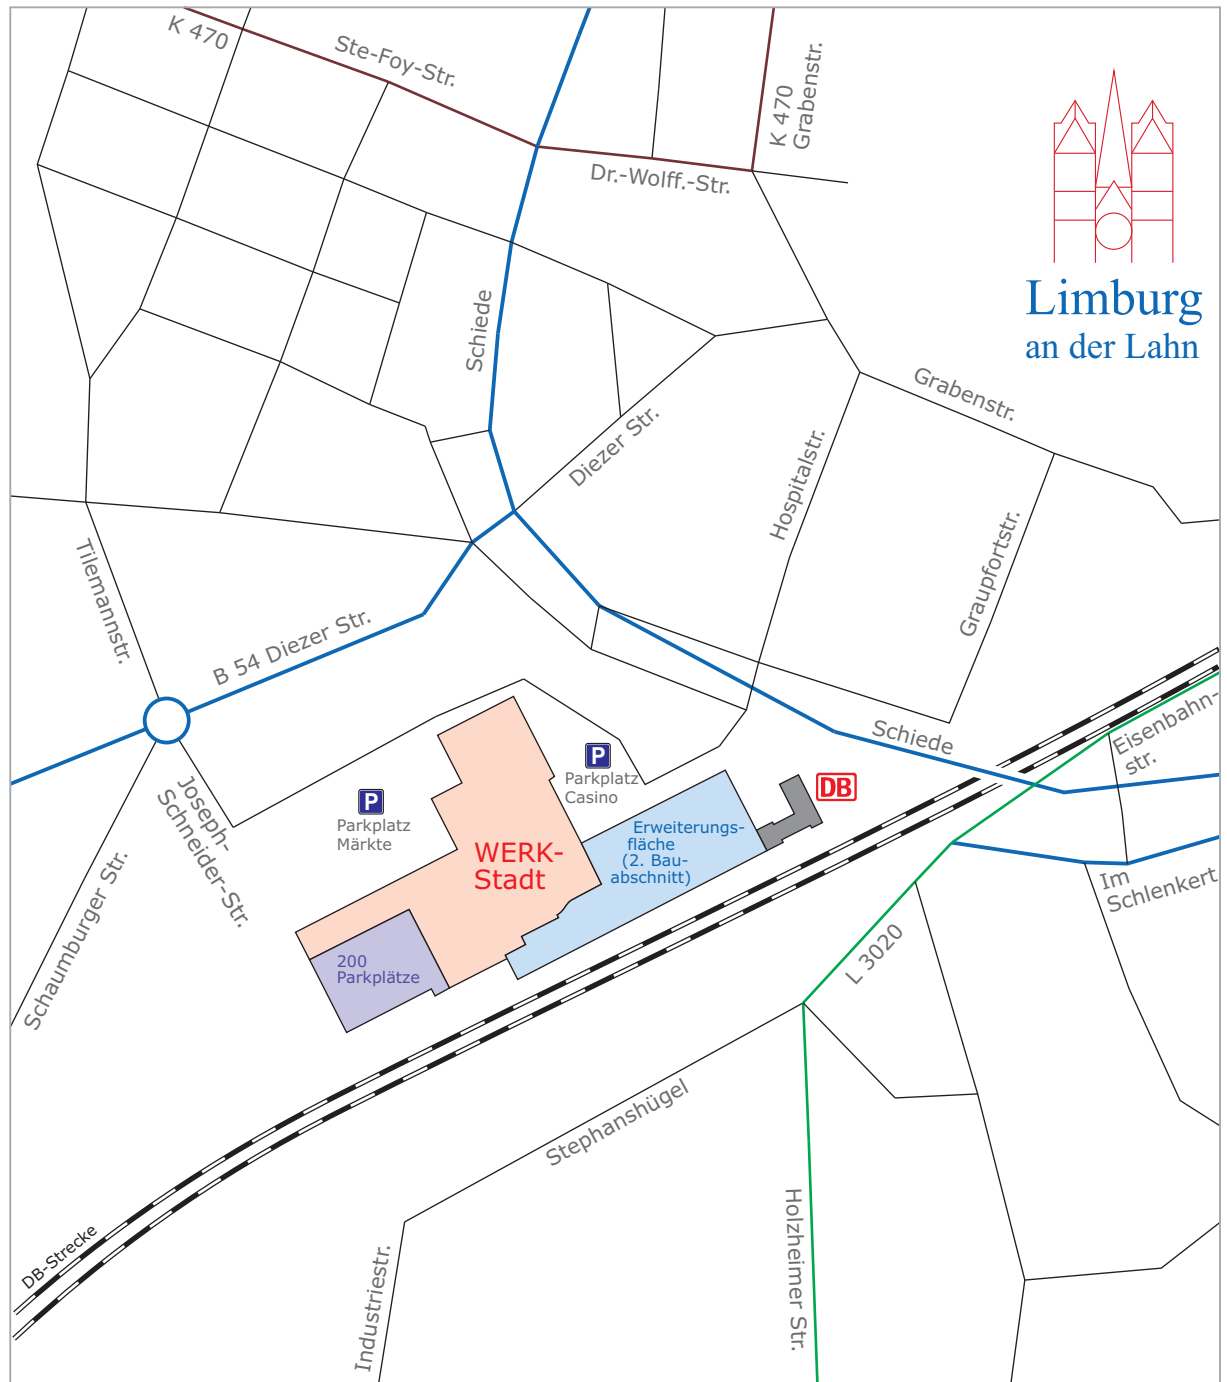 K 470
Ste-Foy-Str.
K 470
Grabenstr.
Dr.-Wolff.-Str.
Limburg
an der Lahn
Schiede
Grabenstr.
Diezer Str.
Hospitalstr.
Graupfortstr.
Tilemannstr.
B 54 Diezer Str.
Schiede
Eisenbahn-
str.
P
Parkplatz
Casino
DB
P
Parkplatz
Märkte
Joseph-
Schneider-Str.
Erweiterungs-
fläche
(2. Bau-
abschnitt)
WERK-
Stadt
Im
Schlenkert
Schaumburger Str.
200
Parkplätze
L 3020
Stephanshügel
DB-Strecke
Holzheimer Str.
Industriestr.